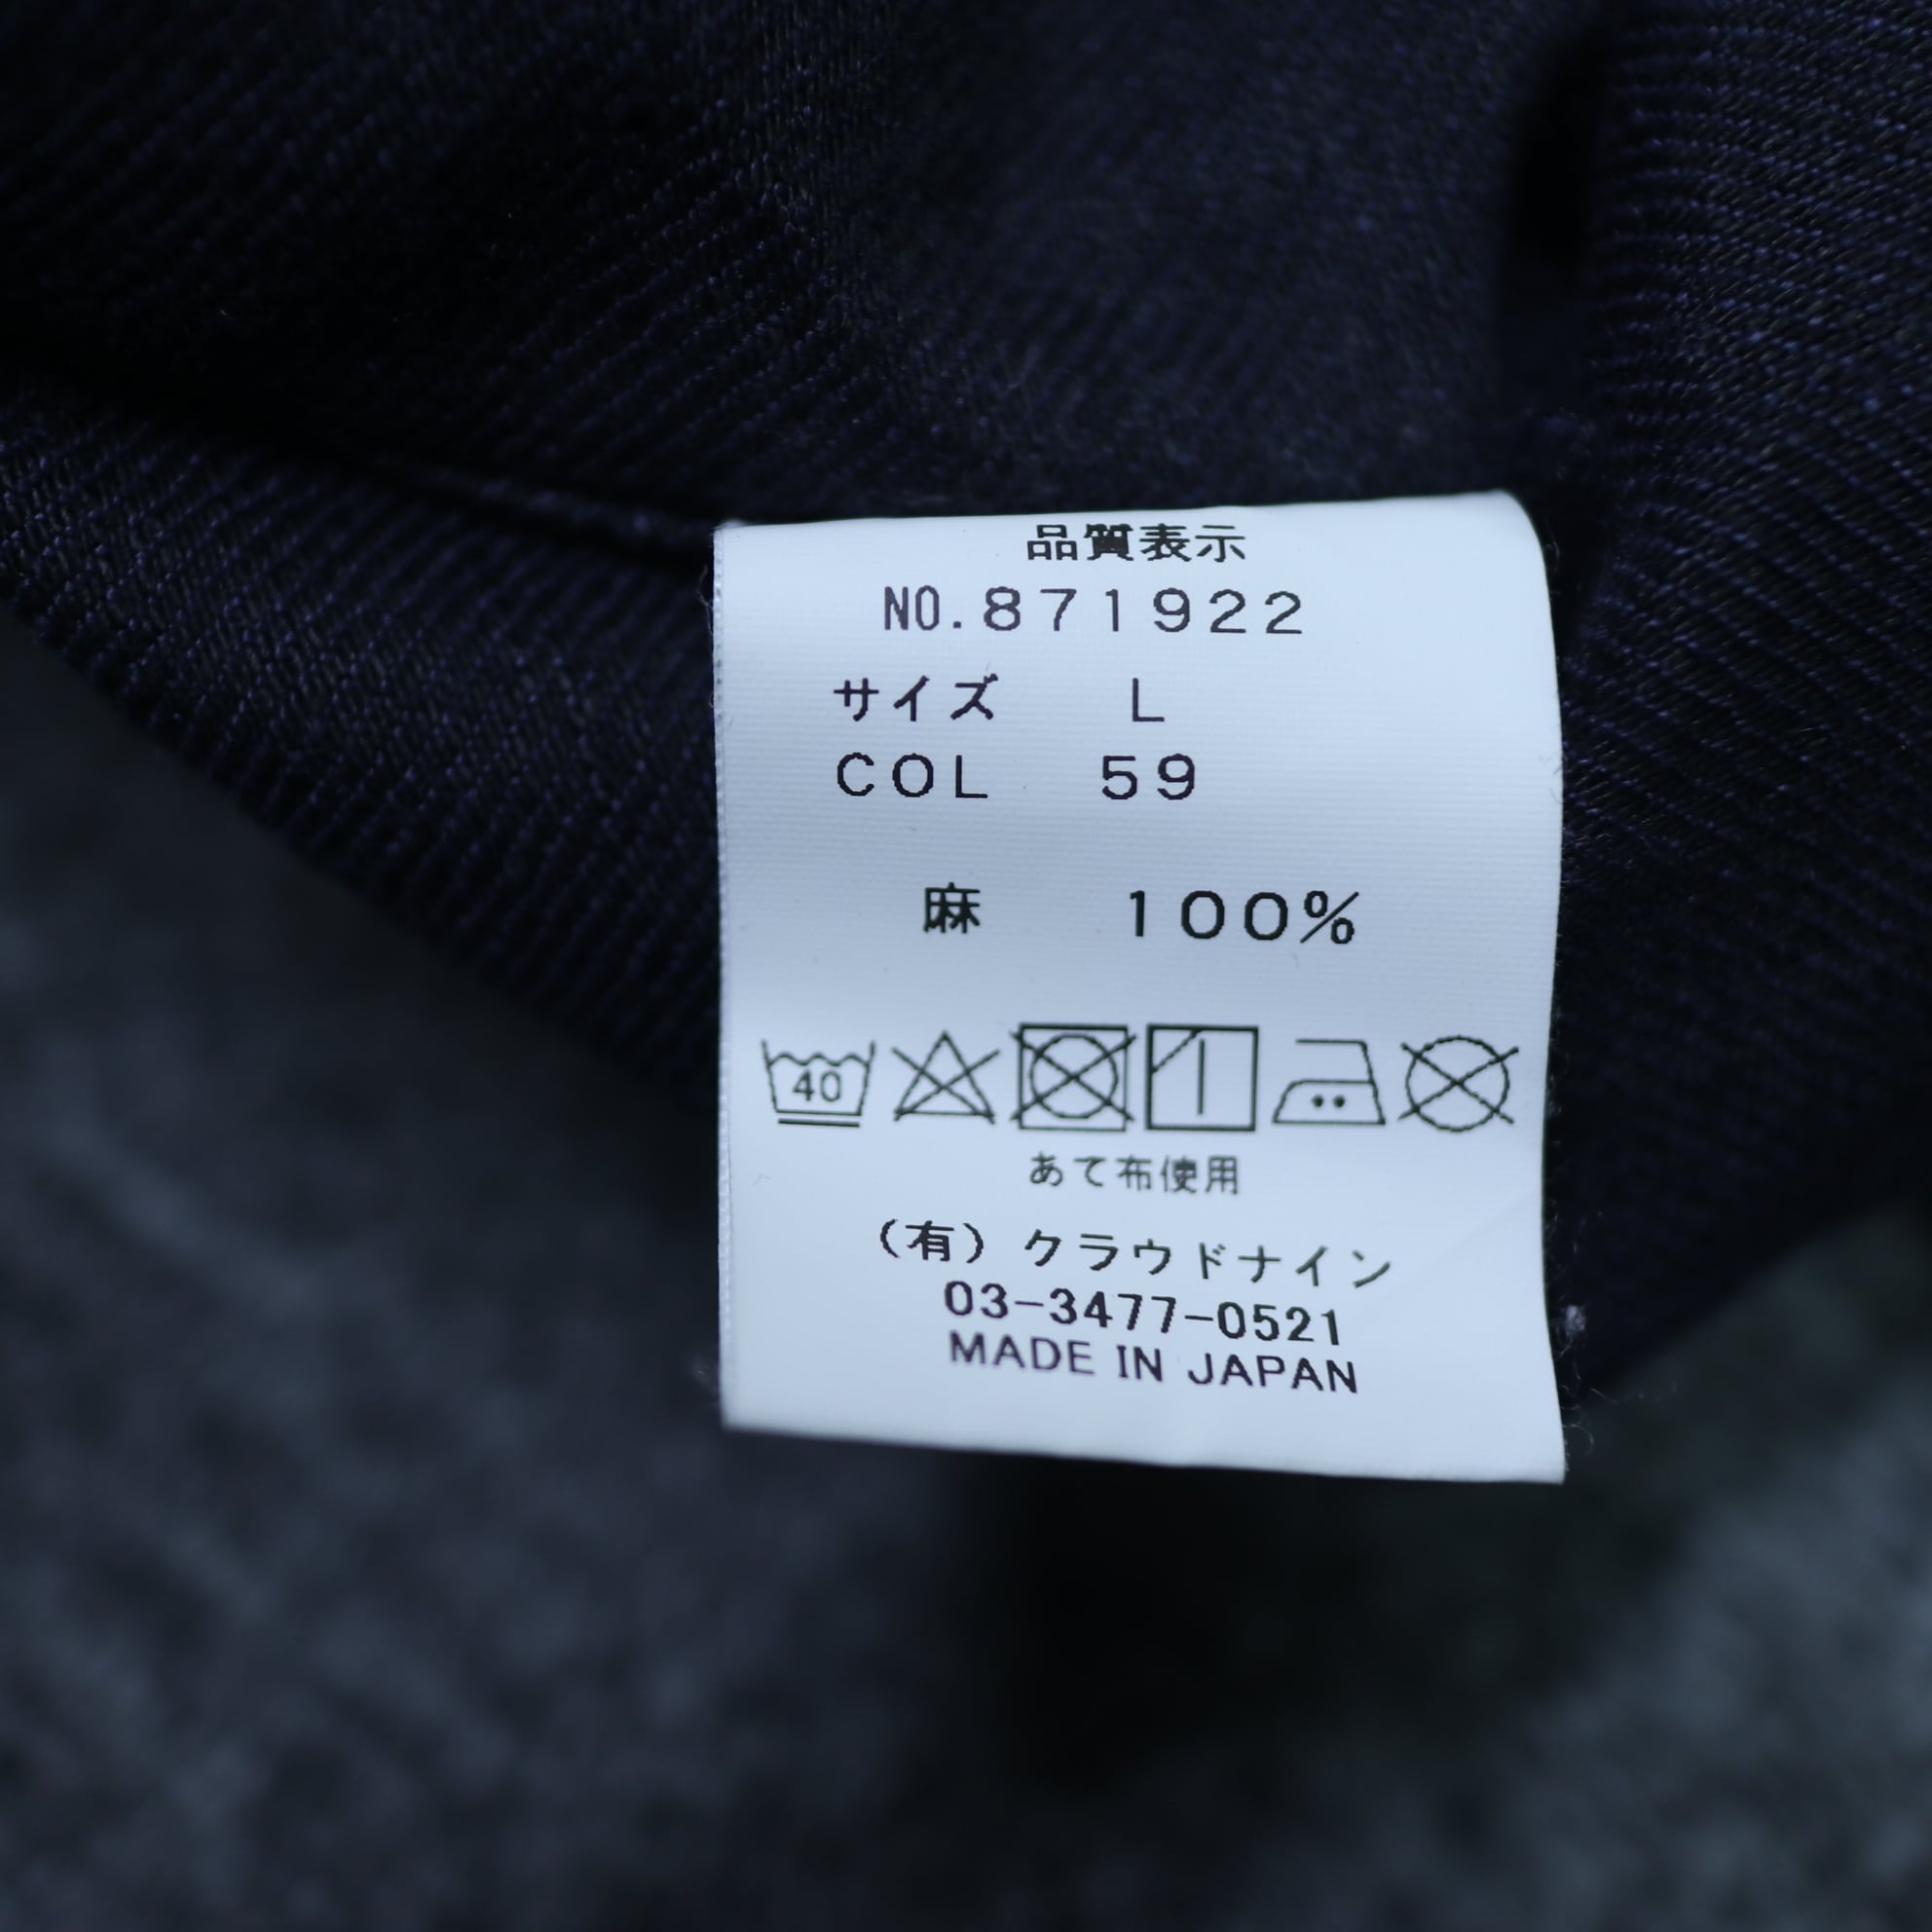 品質表示
NO.871922
サイズ L
COL 59
麻 100%
40
あて布使用
(有) クラウドナイン
03-3477-0521
MADE IN JAPAN